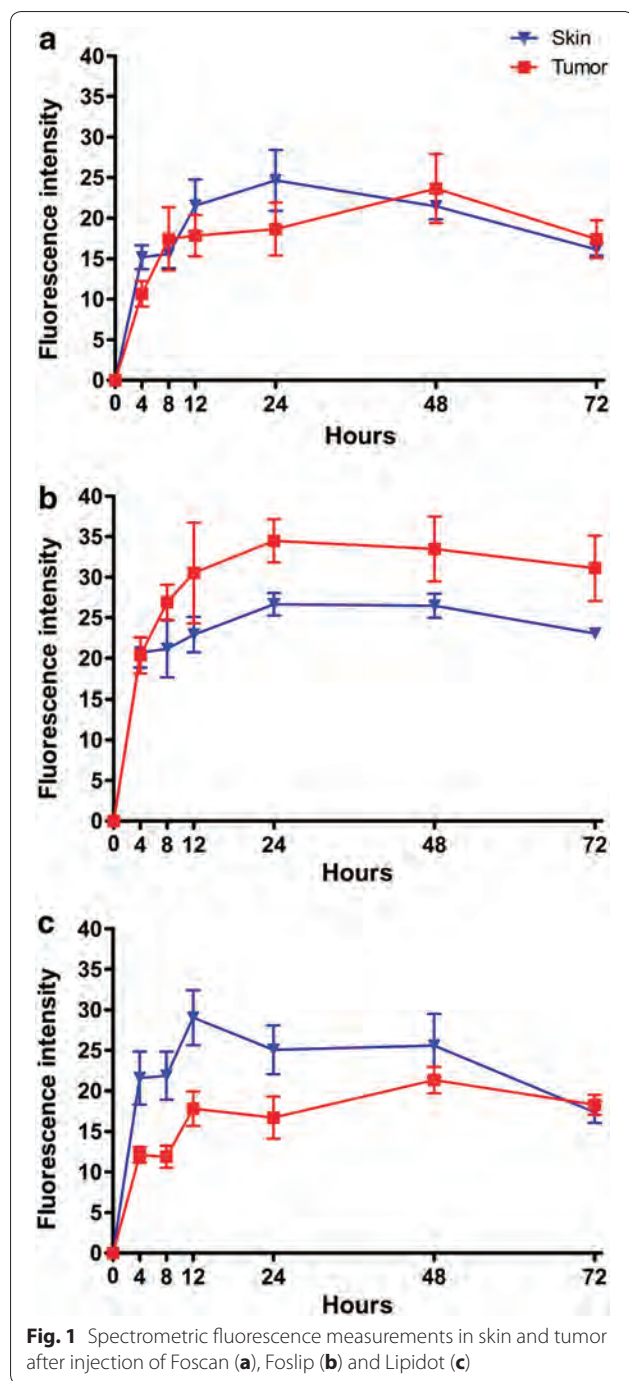 a
Skin
Tumor
Fluorescence intensity
40
35
30
25
20
15
10
5
0
0 4 8 12 24 48 72
Hours
b
Fluorescence intensity
40
35
30
25
20
15
10
5
0
0 4 8 12 24 48 72
Hours
c
Fluorescence intensity
40
35
30
25
20
15
10
5
0
0 4 8 12 24 48 72
Hours
Fig. 1 Spectrometric fluorescence measurements in skin and tumor
after injection of Foscan (a), Foslip (b) and Lipidot (c)